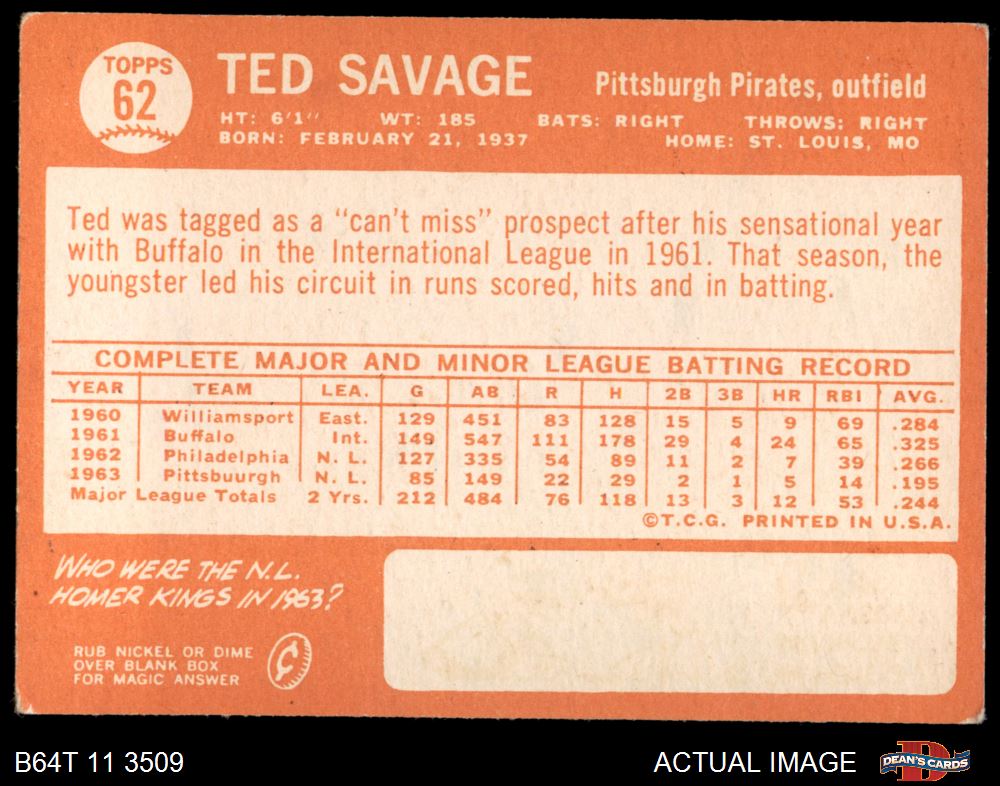 TOPPS
62
TED SAVAGE
Pittsburgh Pirates, outfield
HT: 6'1" WT: 185 BATS: RIGHT THROWS: RIGHT
BORN: FEBRUARY 21, 1937 HOME: ST. LOUIS, MO
Ted was tagged as a "can't miss" prospect after his sensational year
with Buffalo in the International League in 1961. That season, the
youngster led his circuit in runs scored, hits and in batting.
COMPLETE MAJOR AND MINOR LEAGUE BATTING RECORD
YEAR TEAM LEA. G AB R H 2B 3B HR RBI AVG.
1960 Williamsport East. 129 451 83 128 15 5 9 69 .284
1961 Buffalo Int. 149 547 111 178 29 4 24 65 .325
1962 Philadelphia N. L. 127 335 54 89 11 2 7 39 .266
1963 Pittsbuurgh N. L. 85 149 22 29 2 1 5 14 .195
Major League Totals 2 Yrs. 212 484 76 118 13 3 12 53 .244
©T.C.G. PRINTED IN U.S.A.
WHO WERE THE N.L.
HOMER KINGS IN 1963?
RUB NICKEL OR DIME
OVER BLANK BOX
FOR MAGIC ANSWER
¢
B64T 11 3509
ACTUAL IMAGE
DEAN'S CARDS